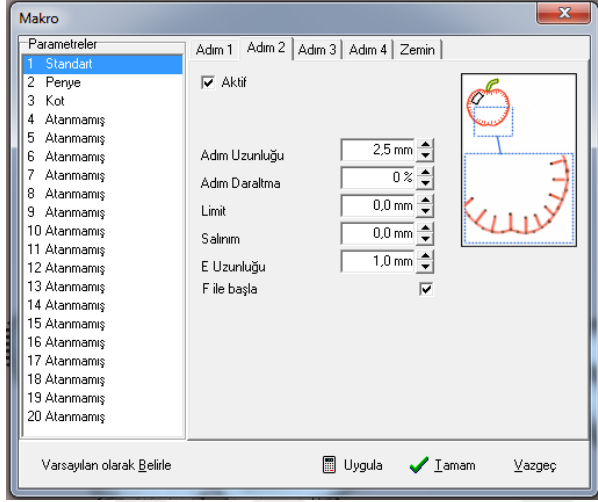 Makro
Parametreler
1 Standart
2 Penye
3 Kot
4 Atanmamış
5 Atanmamış
6 Atanmamış
7 Atanmamış
8 Atanmamış
9 Atanmamış
10 Atanmamış
11 Atanmamış
12 Atanmamış
13 Atanmamış
14 Atanmamış
15 Atanmamış
16 Atanmamış
17 Atanmamış
18 Atanmamış
19 Atanmamış
20 Atanmamış
Adım 1 Adım 2 Adım 3 Adım 4 Zemin
Aktif
Adım Uzunluğu 2,5 mm
Adım Daraltma 0 %
Limit 0,0 mm
Salınım 0,0 mm
E Uzunluğu 1,0 mm
F ile başla
Varsayılan olarak Belirle Uygula Tamam Vazgeç